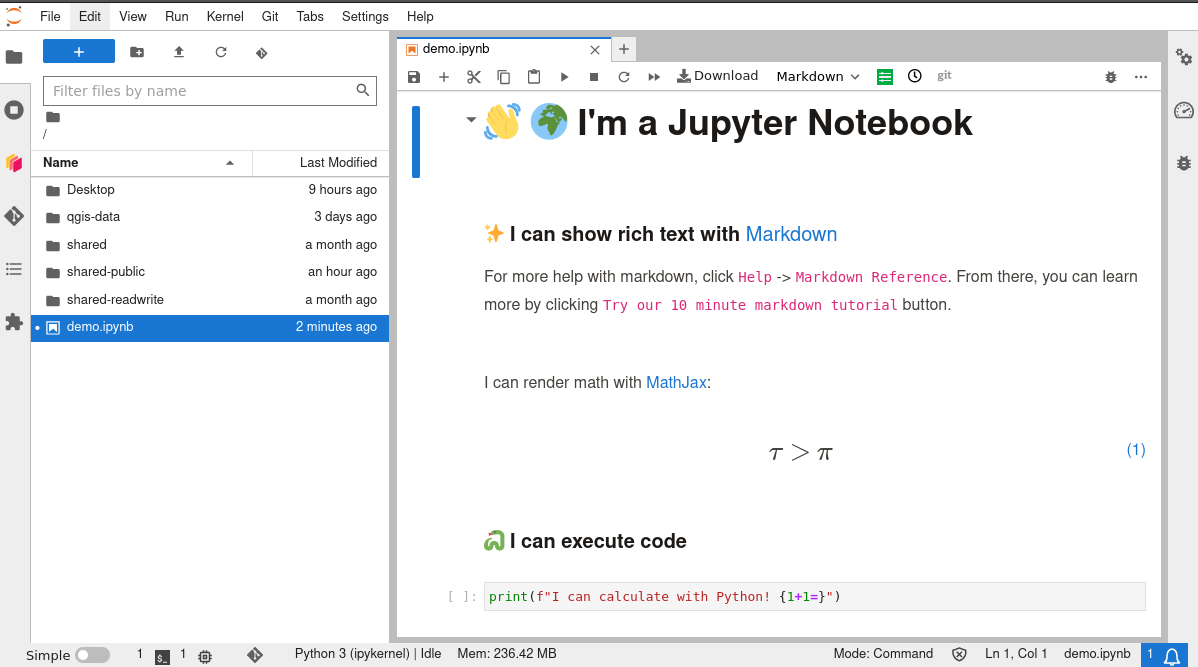 File Edit View Run Kernel Git Tabs Settings Help
demo.ipynb
Download Markdown git
Filter files by name
/
Name Last Modified
Desktop 9 hours ago
qgis-data 3 days ago
shared a month ago
shared-public an hour ago
shared-readwrite a month ago
demo.ipynb 2 minutes ago
👋 🌍 I'm a Jupyter Notebook
✨ I can show rich text with Markdown
For more help with markdown, click Help -> Markdown Reference. From there, you can learn
more by clicking Try our 10 minute markdown tutorial button.
I can render math with MathJax:
τ > π (1)
🐍 I can execute code
[ ]: print(f"I can calculate with Python! {1+1=}")
Simple 1 $_ 1 Python 3 (ipykernel) | Idle Mem: 236.42 MB Mode: Command Ln 1, Col 1 demo.ipynb 1